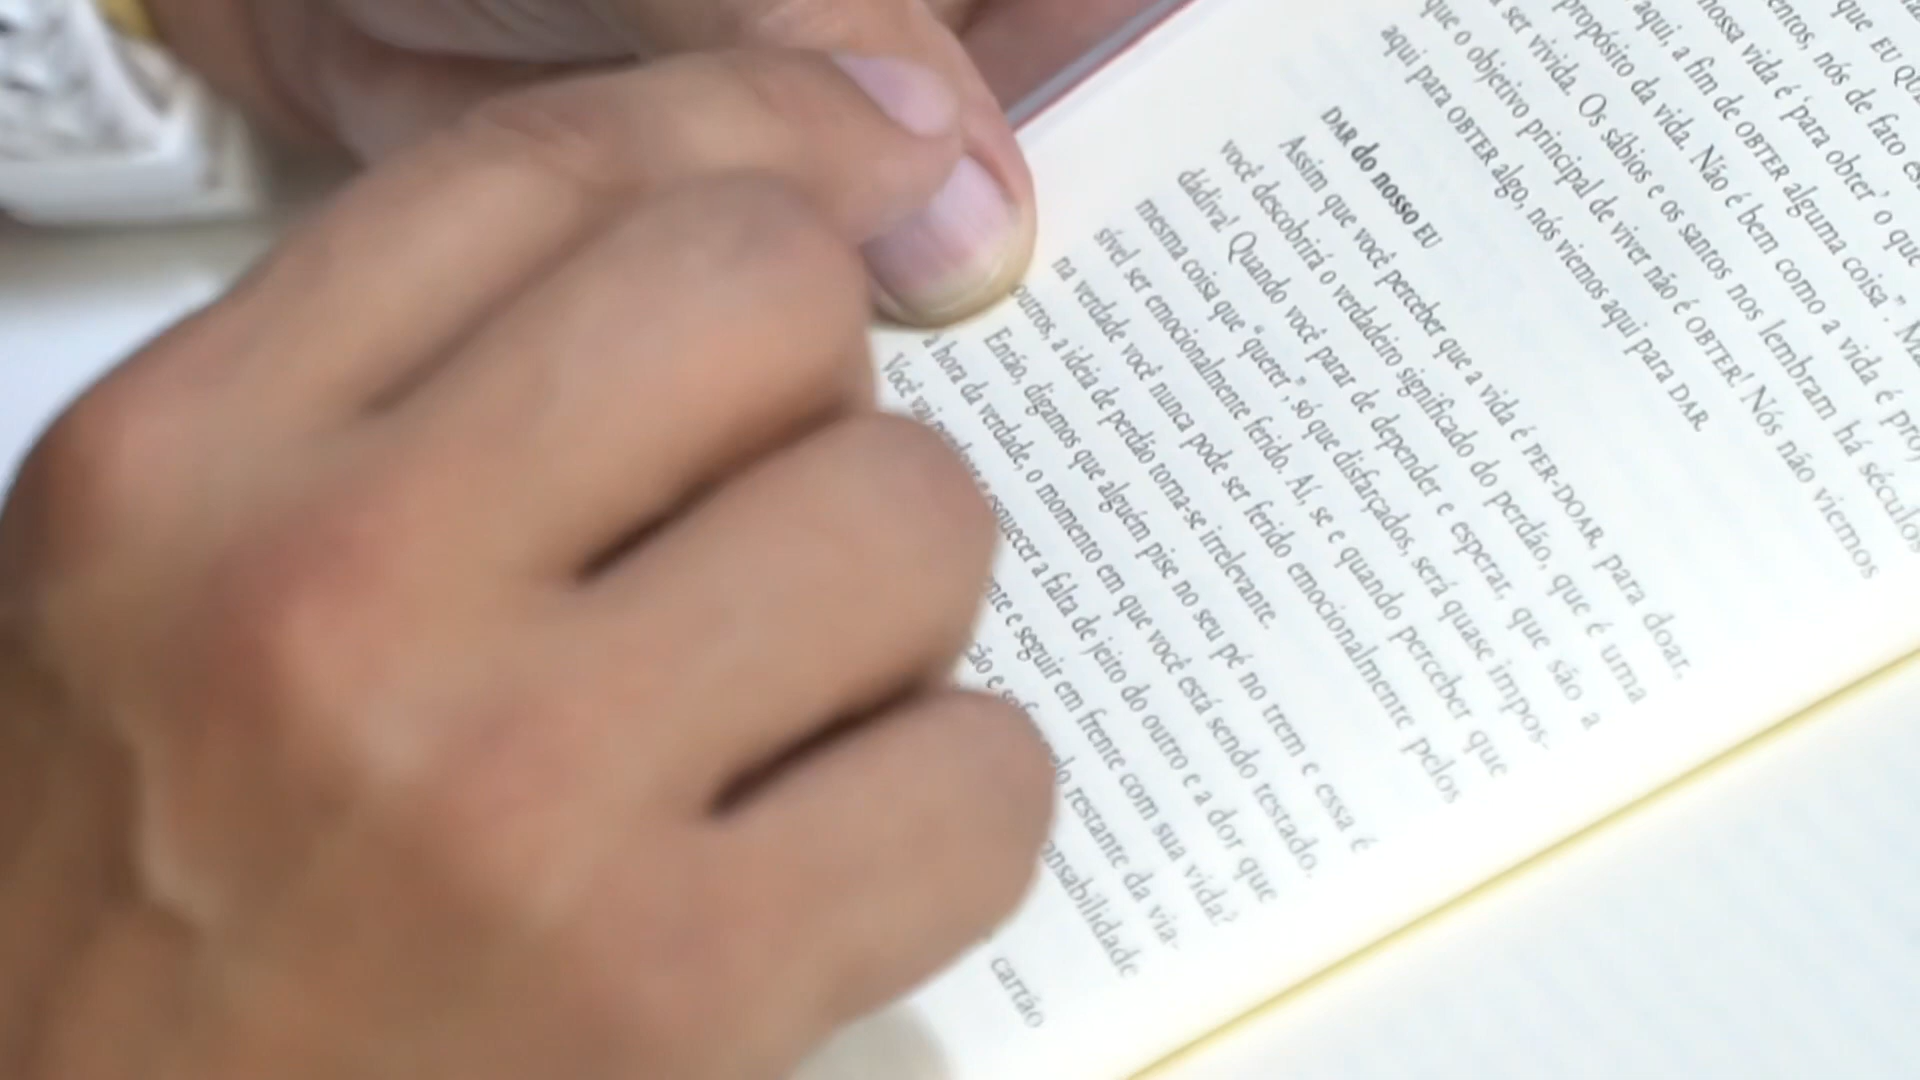 que EU QU
entos, nós de fato es
nossa vida é 'para obter' o que
aqui, a fim de OBTER alguma coisa”. Nã
propósito da vida. Não é bem como a vida é pro
a ser vivida. Os sábios e os santos nos lembram há séculos
que o objetivo principal de viver não é OBTER! Nós não viemos
aqui para OBTER algo, nós viemos aqui para DAR.
DAR do nosso EU
Assim que você perceber que a vida é PER-DOAR, para doar,
você descobrirá o verdadeiro significado do perdão, que é uma
dádiva! Quando você parar de depender e esperar, que são a
mesma coisa que “querer”, só que disfarçados, será quase impos-
sível ser emocionalmente ferido. Aí, se e quando perceber que
na verdade você nunca pode ser ferido emocionalmente pelos
outros, a ideia de perdão torna-se irrelevante.
Então, digamos que alguém pise no seu pé no trem e essa é
a hora da verdade, o momento em que você está sendo testado.
Você vai esquecer a falta de jeito do outro e a dor que
nte e seguir em frente com sua vida?
ão e restante da via-
onsabilidade
cartão